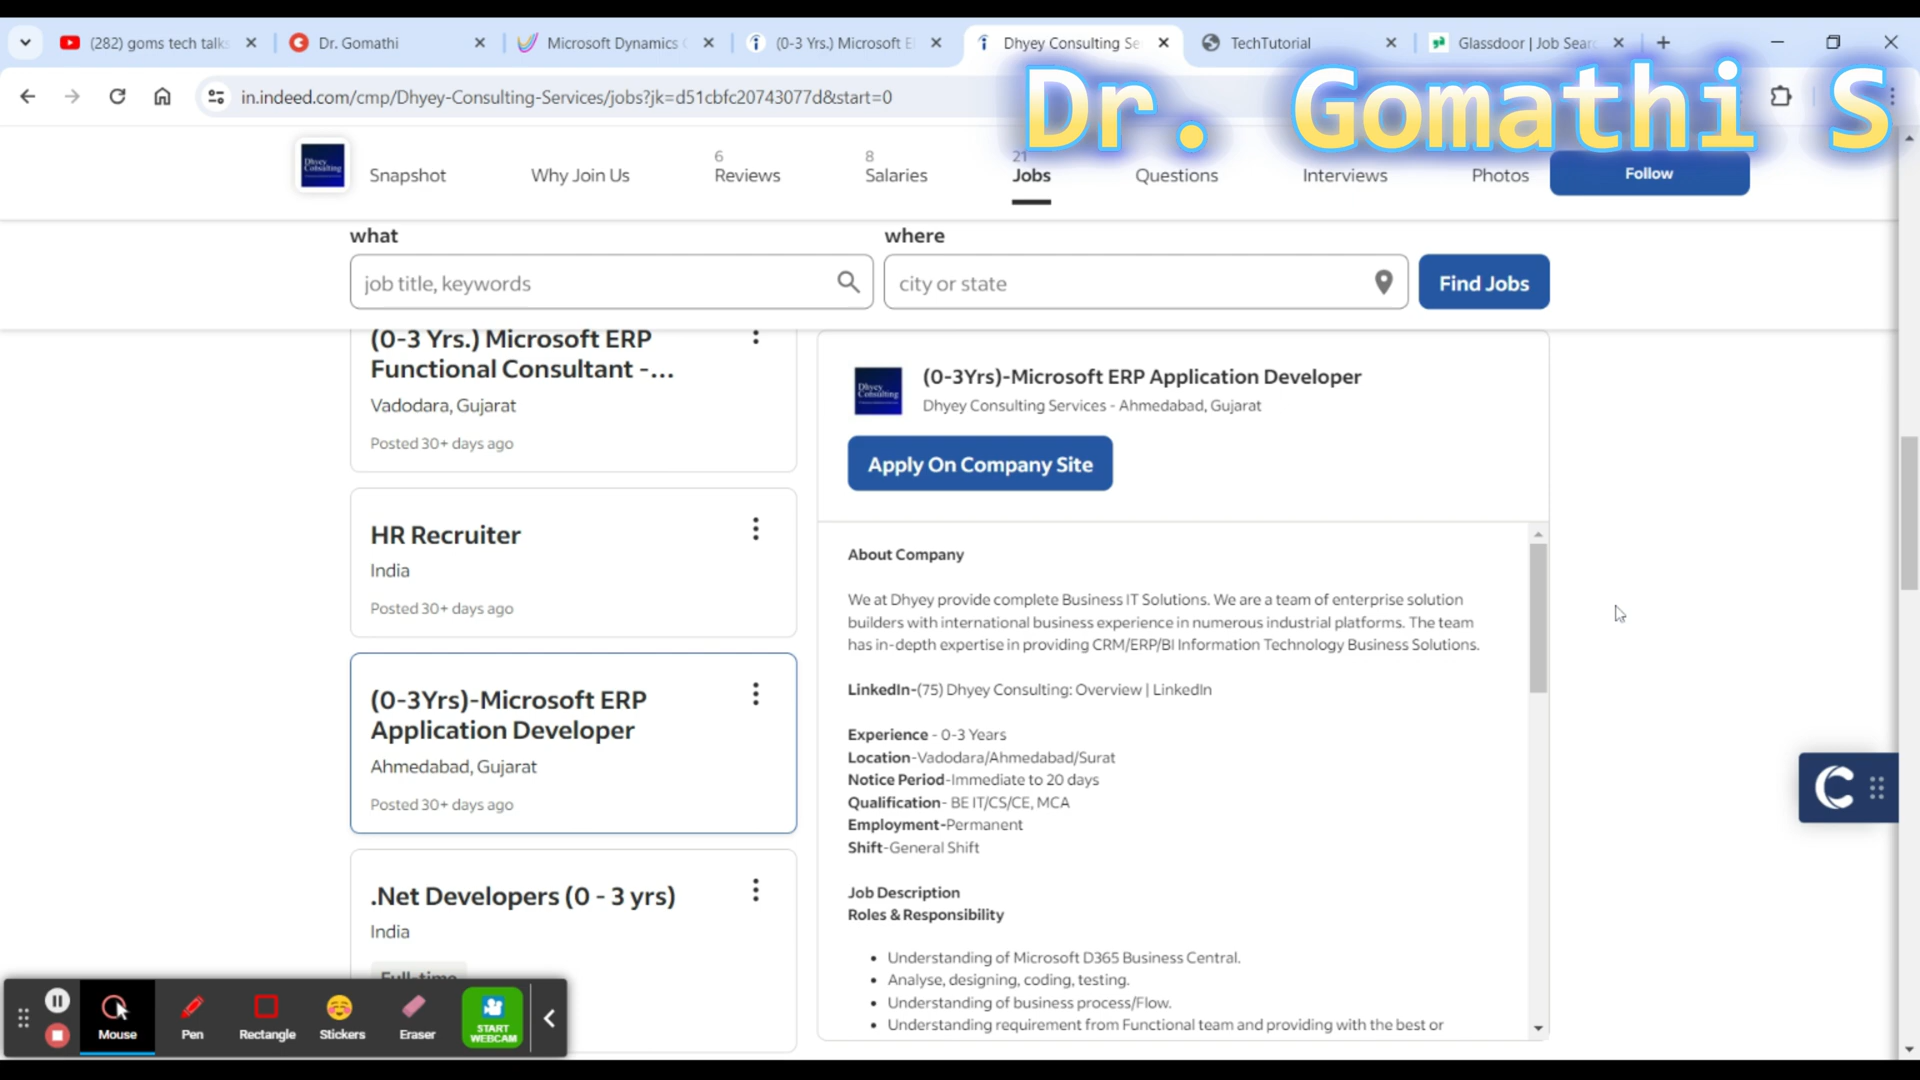 (282) goms tech talks
Dr. Gomathi
Microsoft Dynamics
(0-3 Yrs.) Microsoft E
Dhyey Consulting Se
TechTutorial
Glassdoor | Job Sear
in.indeed.com/cmp/Dhyey-Consulting-Services/jobs?jk=d51cbfc20743077d&start=0
Dr. Gomathi S
Dhyey
Consulting
Snapshot
Why Join Us
6
Reviews
8
Salaries
21
Jobs
Questions
Interviews
Photos
Follow
what
where
job title, keywords
city or state
Find Jobs
(0-3 Yrs.) Microsoft ERP
Functional Consultant -...
Vadodara, Gujarat
Posted 30+ days ago
HR Recruiter
India
Posted 30+ days ago
(0-3Yrs)-Microsoft ERP
Application Developer
Ahmedabad, Gujarat
Posted 30+ days ago
.Net Developers (0 - 3 yrs)
India
Full-time
Dhyey
Consulting
(0-3Yrs)-Microsoft ERP Application Developer
Dhyey Consulting Services - Ahmedabad, Gujarat
Apply On Company Site
About Company
We at Dhyey provide complete Business IT Solutions. We are a team of enterprise solution
builders with international business experience in numerous industrial platforms. The team
has in-depth expertise in providing CRM/ERP/BI Information Technology Business Solutions.
LinkedIn-(75) Dhyey Consulting: Overview | LinkedIn
Experience - 0-3 Years
Location-Vadodara/Ahmedabad/Surat
Notice Period-Immediate to 20 days
Qualification- BE IT/CS/CE, MCA
Employment-Permanent
Shift-General Shift
Job Description
Roles & Responsibility
• Understanding of Microsoft D365 Business Central.
• Analyse, designing, coding, testing.
• Understanding of business process/Flow.
• Understanding requirement from Functional team and providing with the best or
Mouse
Pen
Rectangle
Stickers
Eraser
START
WEBCAM